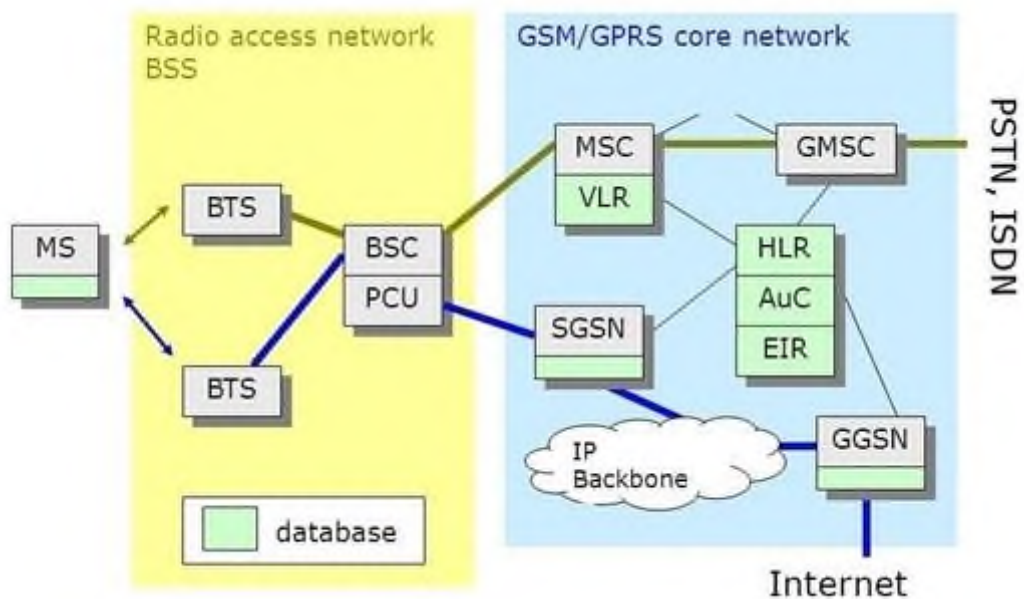 Radio access network
BSS
GSM/GPRS core network
MS
BTS
BTS
BSC
PCU
MSC
VLR
GMSC
HLR
AuC
EIR
SGSN
IP
Backbone
GGSN
PSTN, ISDN
database
Internet